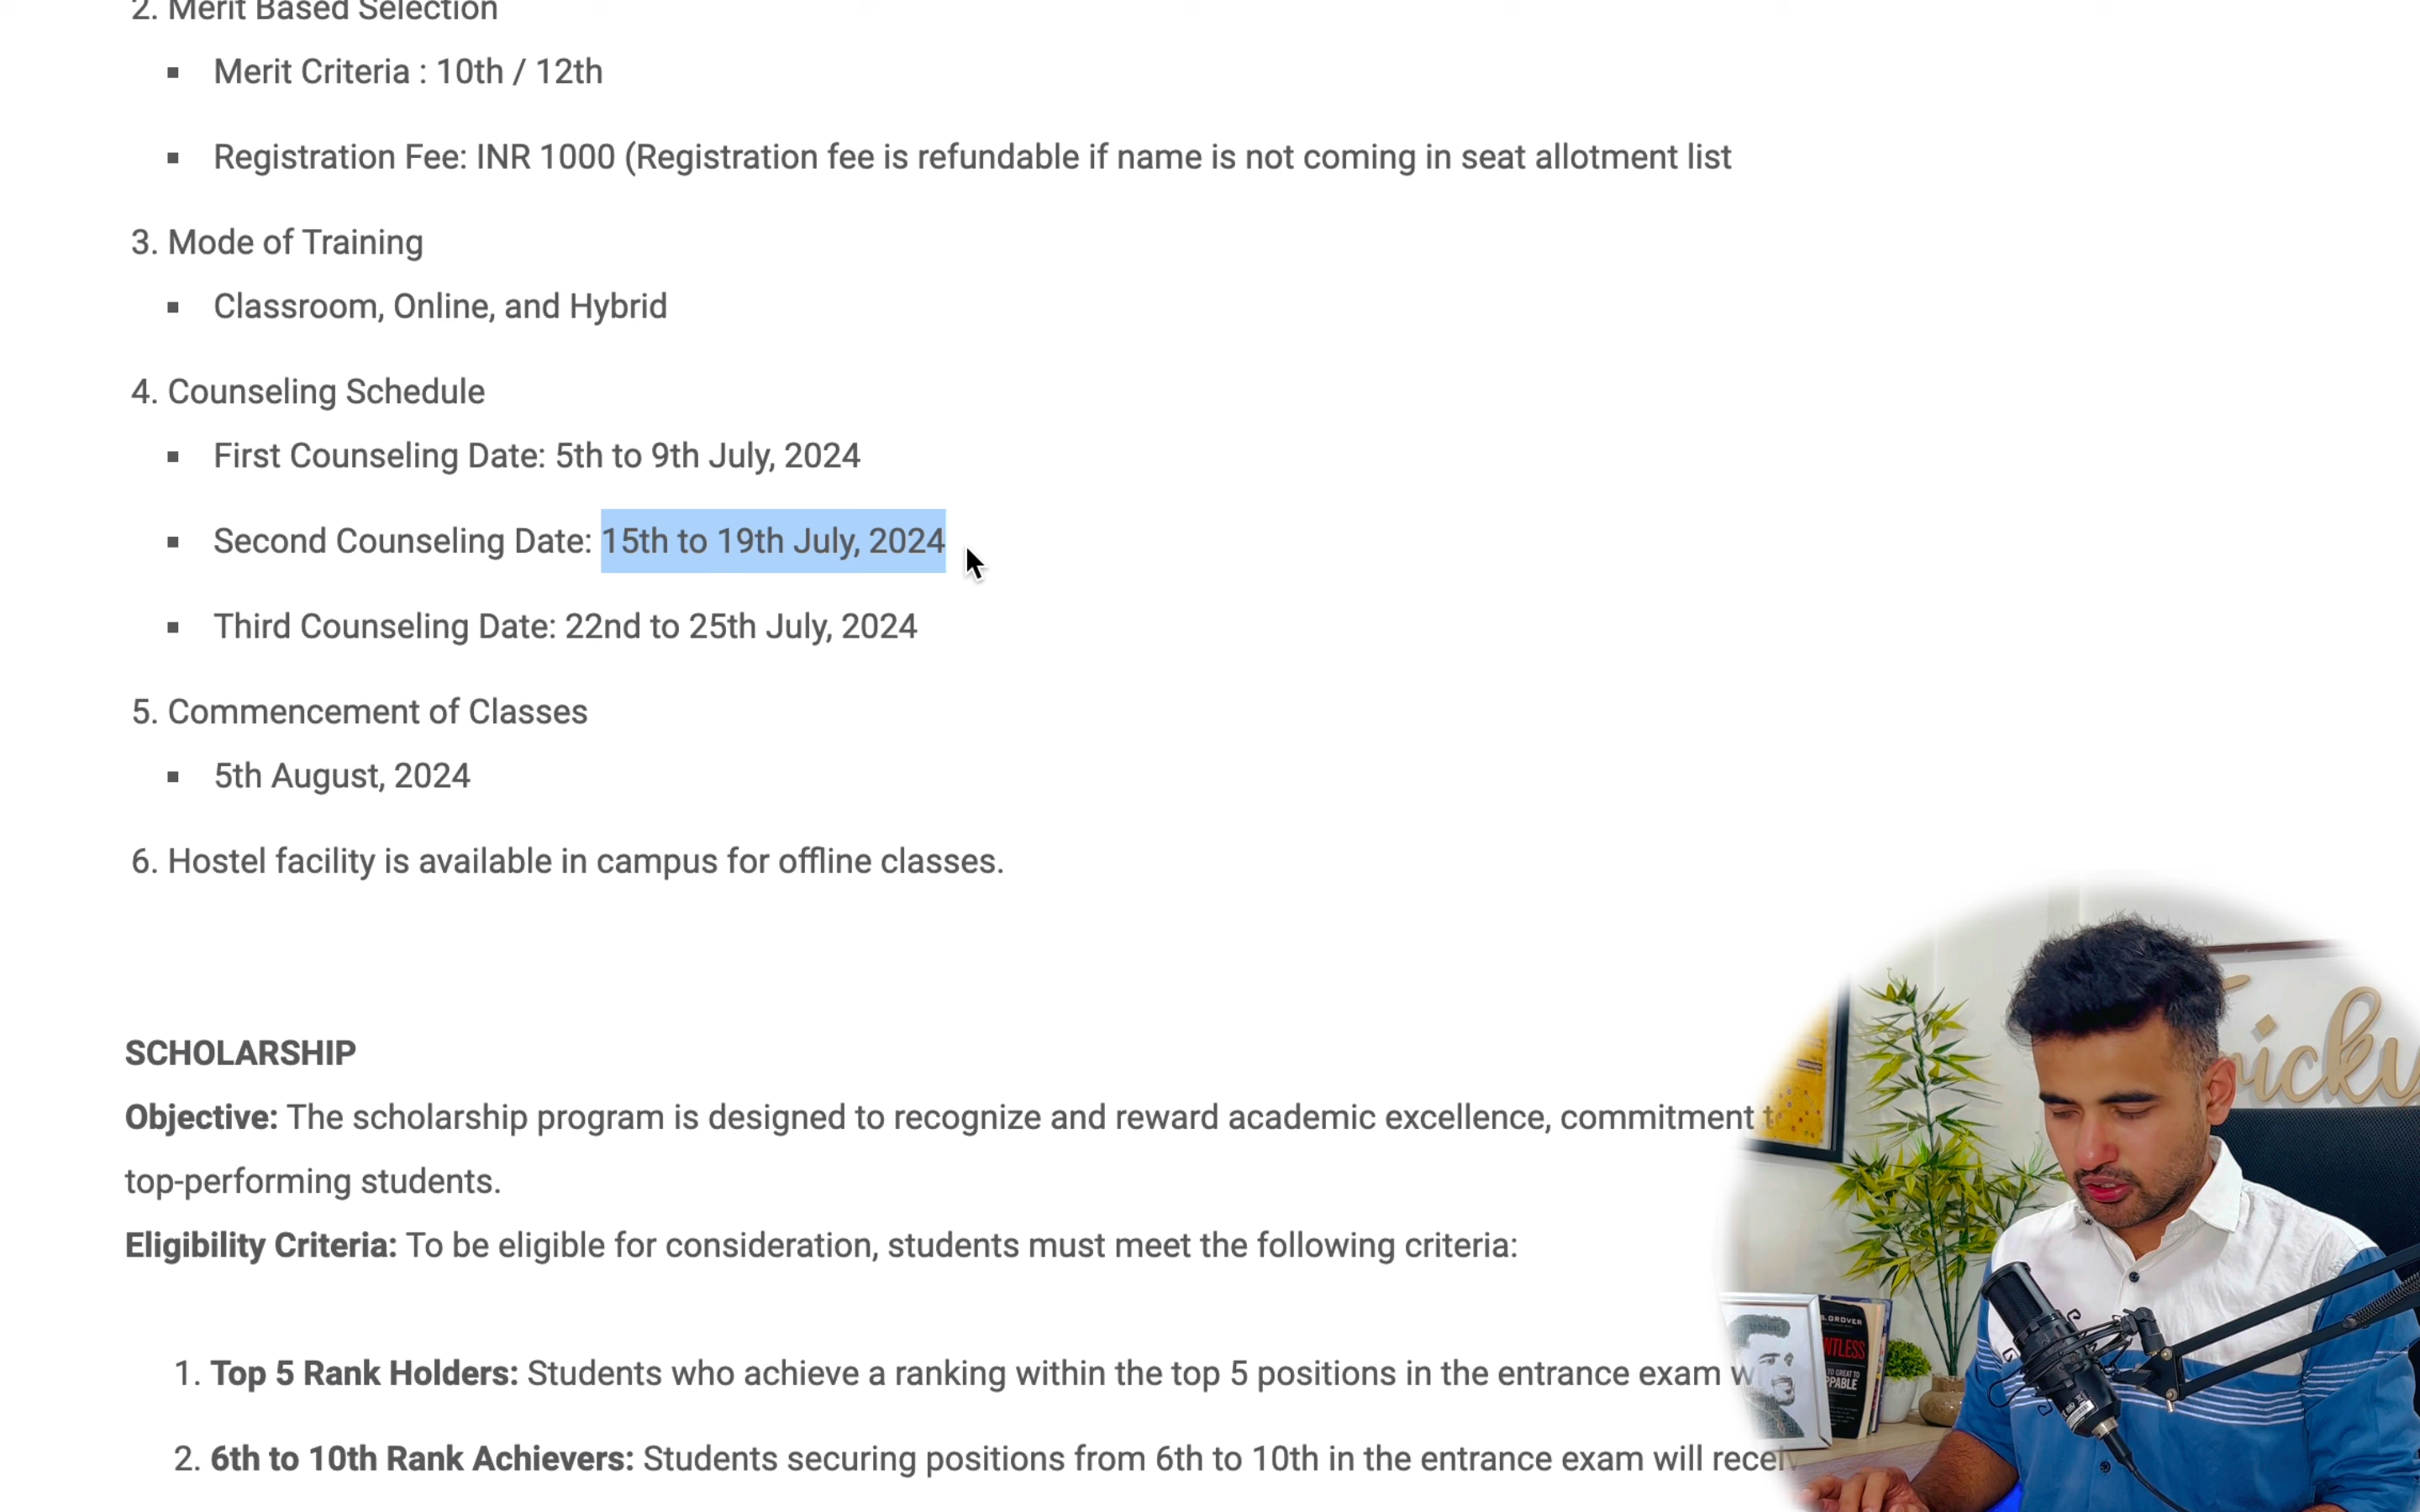 2. Merit Based Selection
▪ Merit Criteria : 10th / 12th
▪ Registration Fee: INR 1000 (Registration fee is refundable if name is not coming in seat allotment list
3. Mode of Training
▪ Classroom, Online, and Hybrid
4. Counseling Schedule
▪ First Counseling Date: 5th to 9th July, 2024
▪ Second Counseling Date: 15th to 19th July, 2024
▪ Third Counseling Date: 22nd to 25th July, 2024
5. Commencement of Classes
▪ 5th August, 2024
6. Hostel facility is available in campus for offline classes.
SCHOLARSHIP
Objective: The scholarship program is designed to recognize and reward academic excellence, commitment
top-performing students.
Eligibility Criteria: To be eligible for consideration, students must meet the following criteria:
1. Top 5 Rank Holders: Students who achieve a ranking within the top 5 positions in the entrance exam
2. 6th to 10th Rank Achievers: Students securing positions from 6th to 10th in the entrance exam will
icky
GROVER